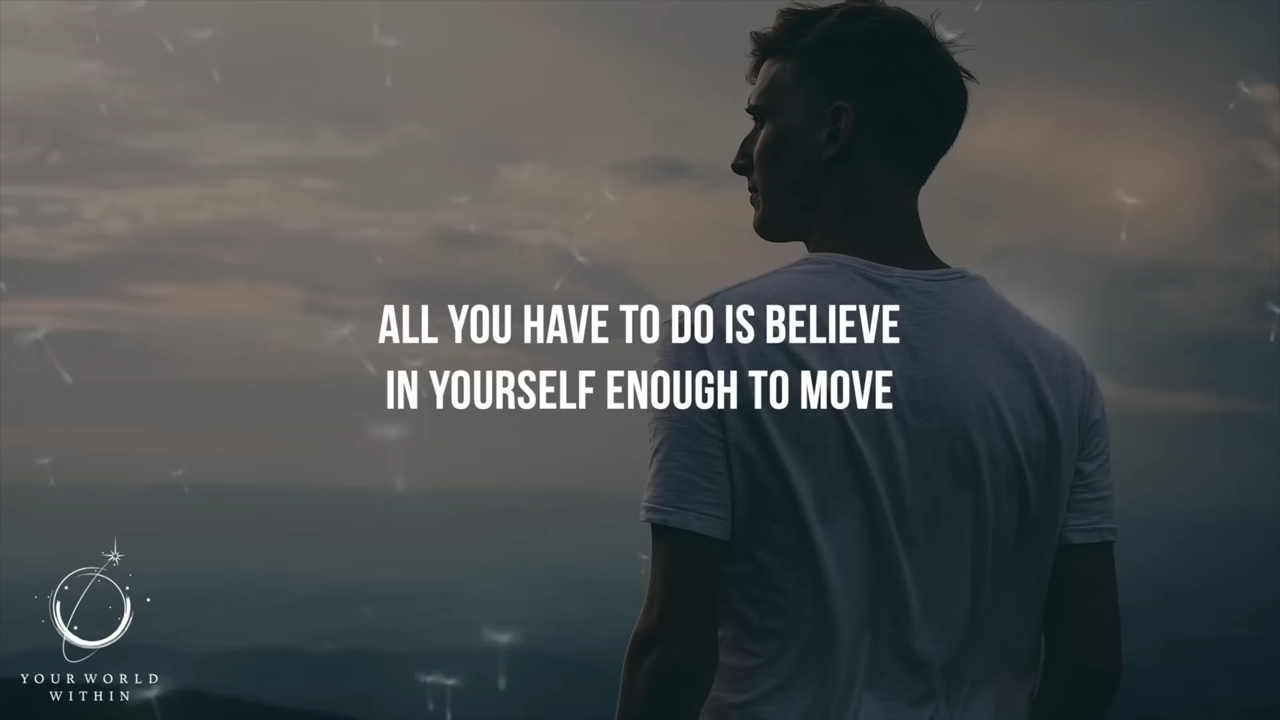 ALL YOU HAVE TO DO IS BELIEVE
IN YOURSELF ENOUGH TO MOVE
YOUR WORLD
WITHIN